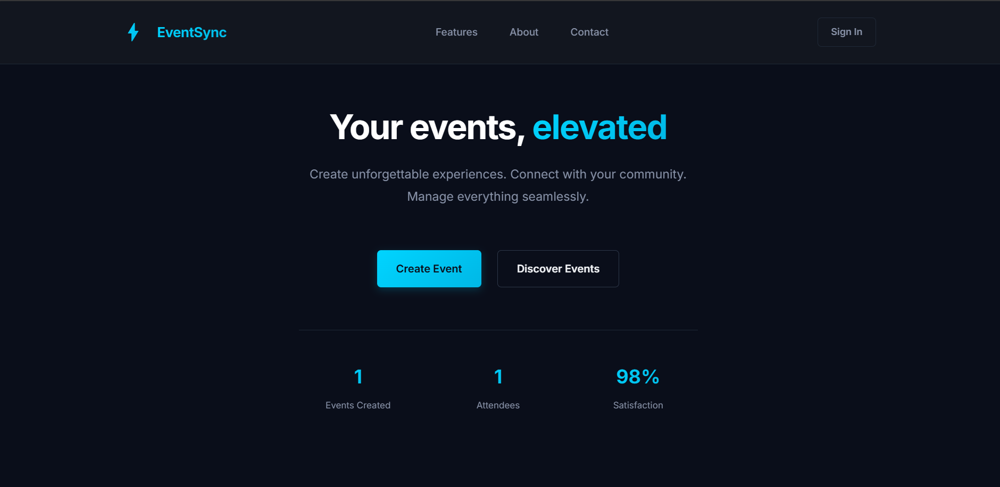 EventSync
Features
About
Contact
Sign In
Your events, elevated
Create unforgettable experiences. Connect with your community.
Manage everything seamlessly.
Create Event
Discover Events
1
Events Created
1
Attendees
98%
Satisfaction